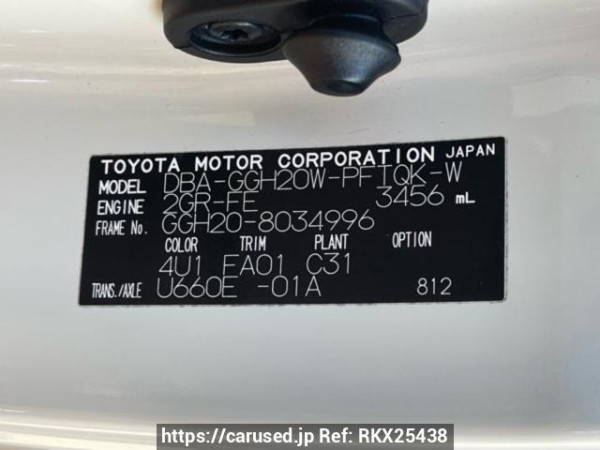 TOYOTA MOTOR CORPORATION JAPAN
MODEL DBA-GGH20W-PFTQK-W
ENGINE 2GR-FE 3456 mL
FRAME No. GGH20-8034996
COLOR TRIM PLANT OPTION
4U1 EA01 C31
TRANS./AXLE U660E -01A 812
https://carused.jp Ref: RKX25438